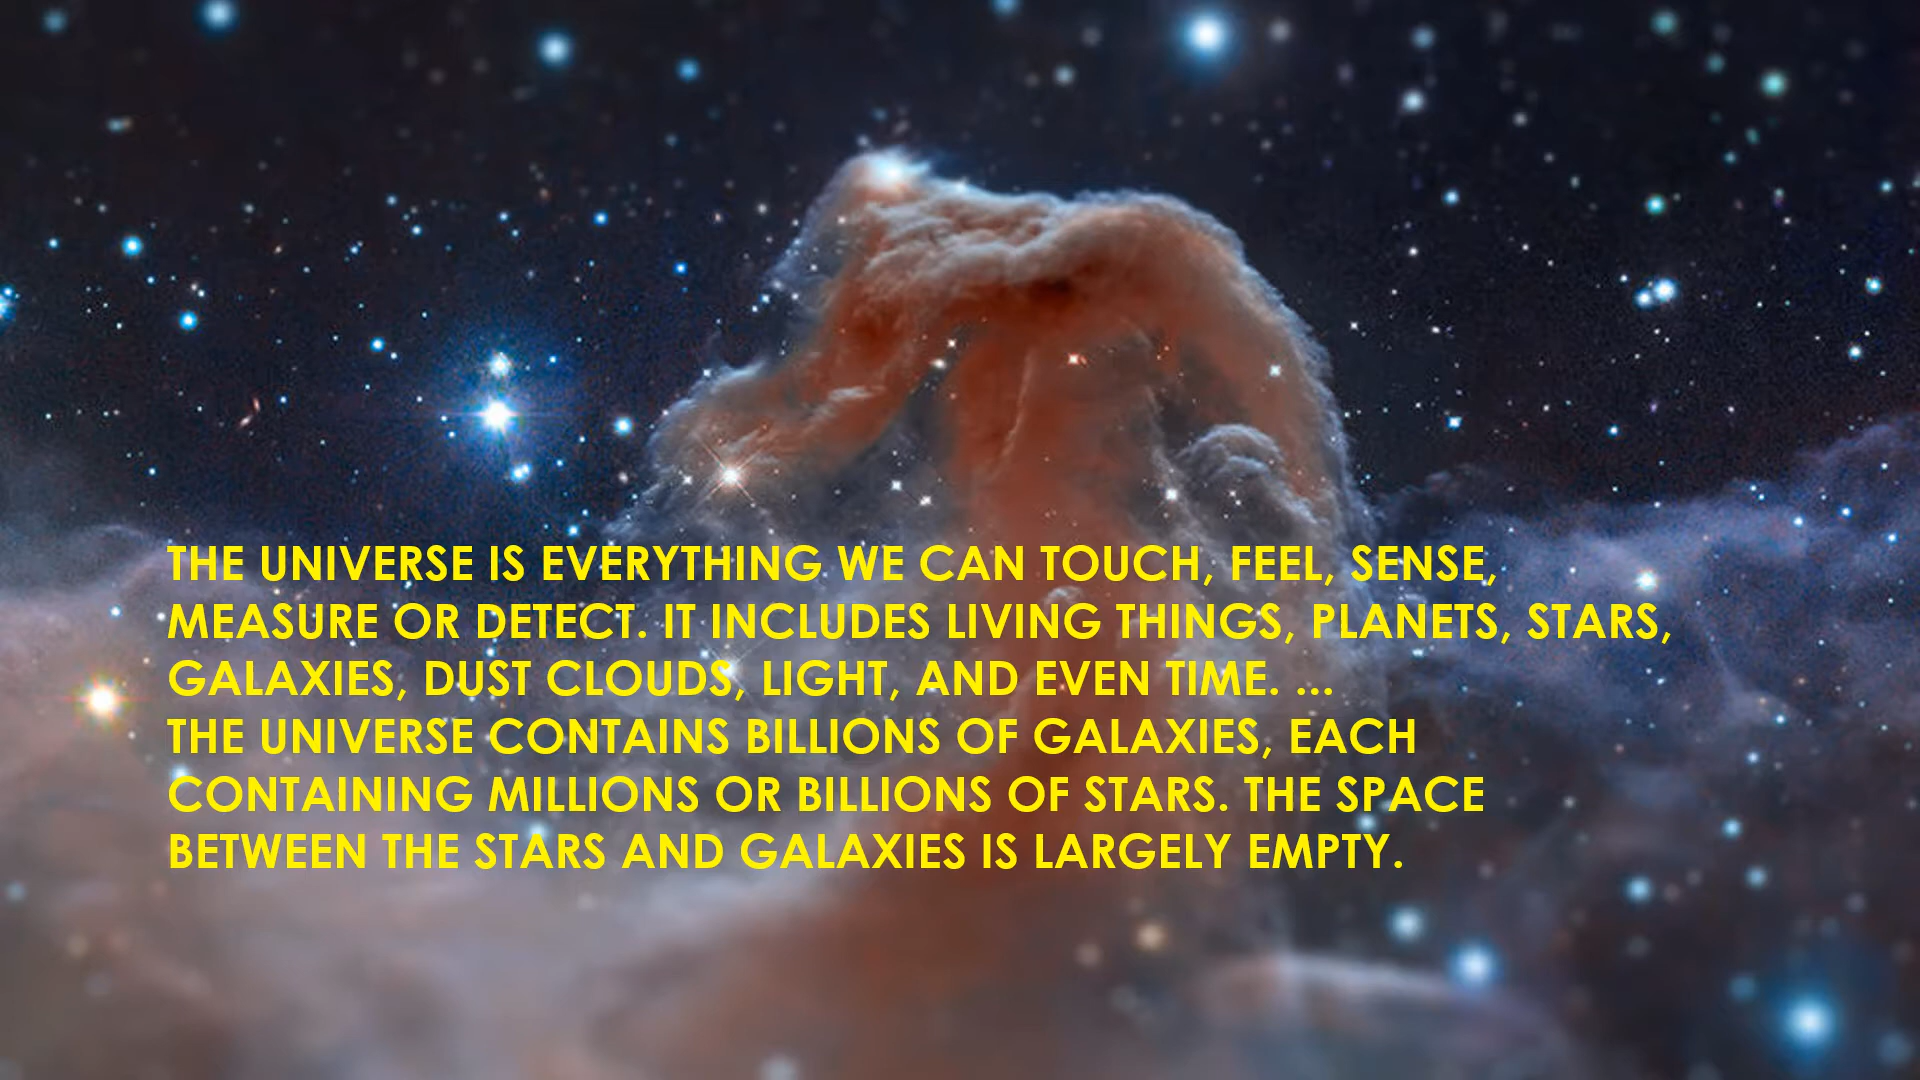 THE UNIVERSE IS EVERYTHING WE CAN TOUCH, FEEL, SENSE,
MEASURE OR DETECT. IT INCLUDES LIVING THINGS, PLANETS, STARS,
GALAXIES, DUST CLOUDS, LIGHT, AND EVEN TIME. ...
THE UNIVERSE CONTAINS BILLIONS OF GALAXIES, EACH
CONTAINING MILLIONS OR BILLIONS OF STARS. THE SPACE
BETWEEN THE STARS AND GALAXIES IS LARGELY EMPTY.